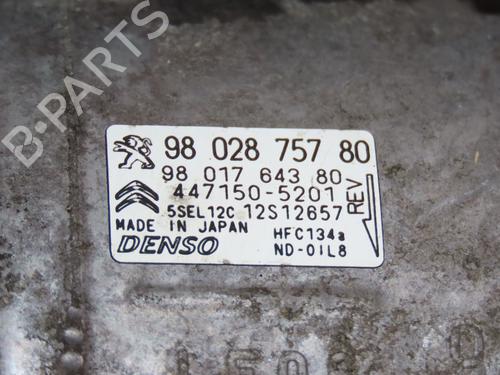 B-PARTS
98 028 757 80
98 017 643 80
447150-5201
5SEL12C 12S12657
REV
MADE IN JAPAN HFC134a
DENSO ND-OIL8